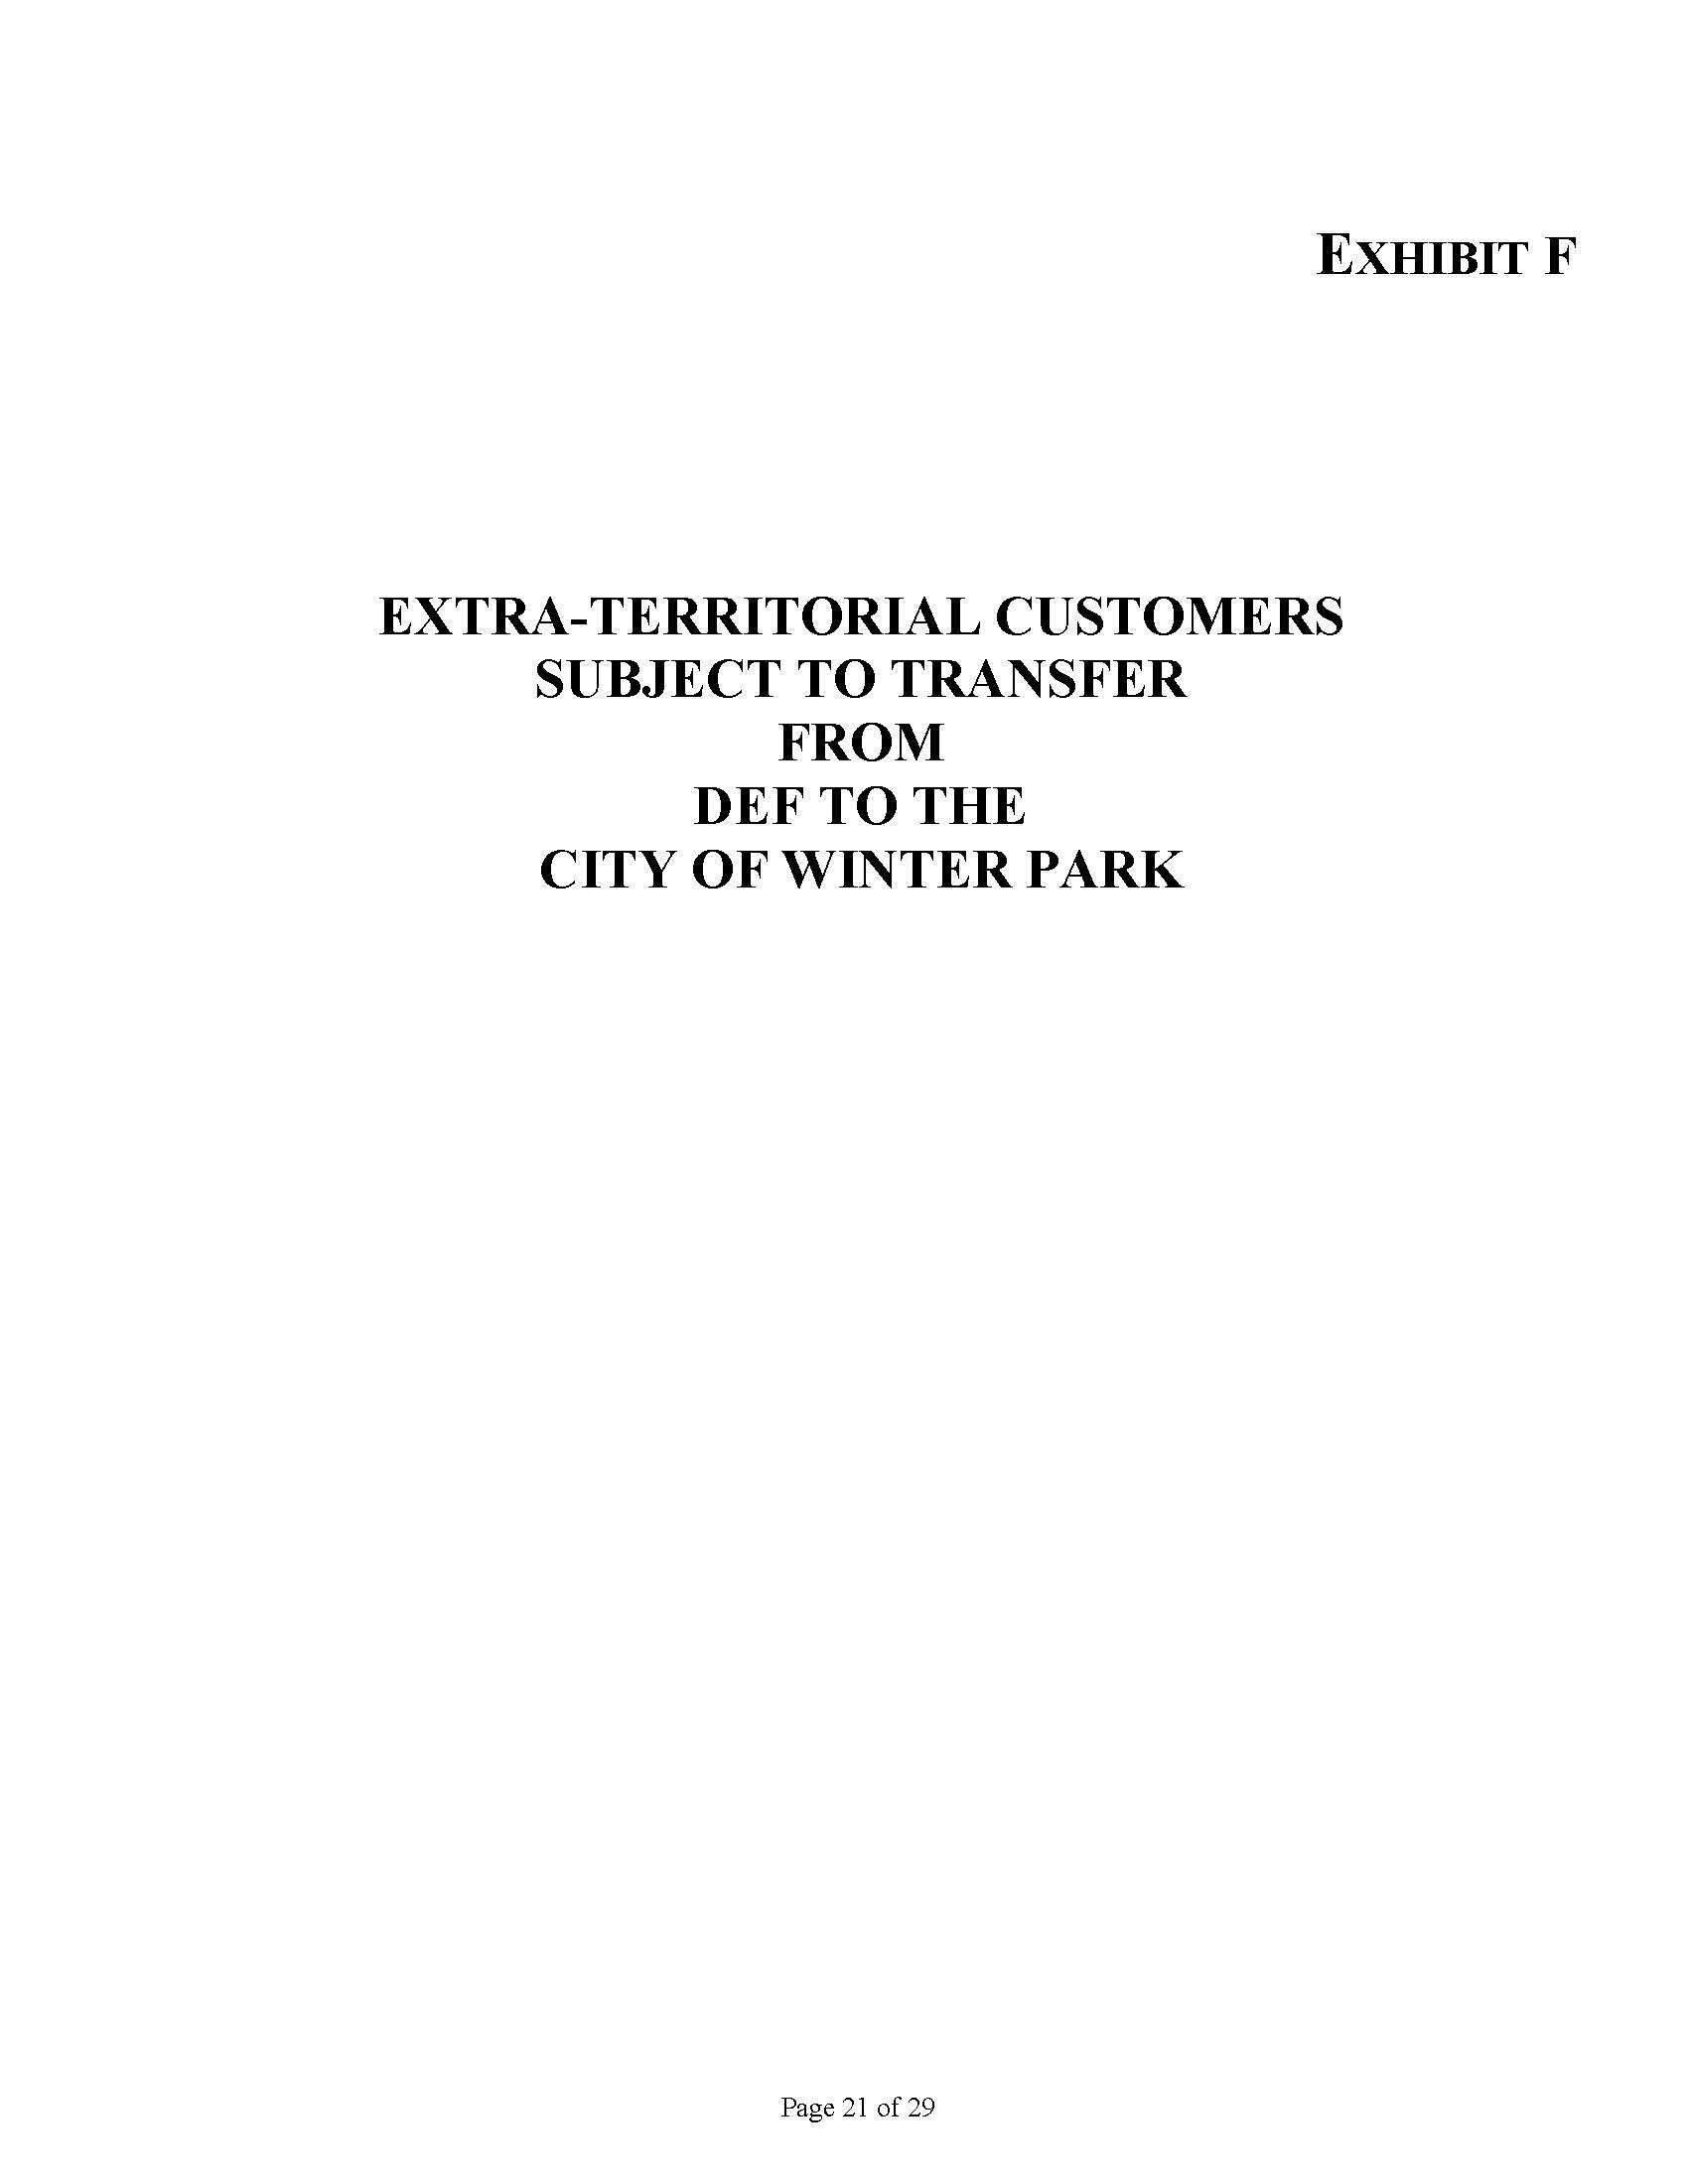 EXHIBIT F
EXTRA-TERRITORIAL CUSTOMERS
SUBJECT TO TRANSFER
FROM
DEF TO THE
CITY OF WINTER PARK
Page 21 of 29